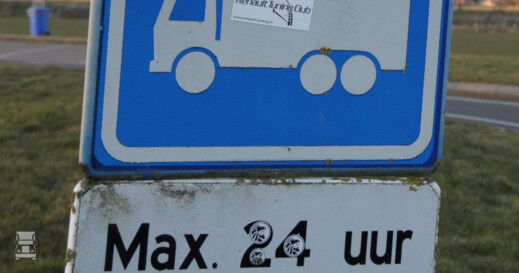 Renault Tuning Club
Max. 24 uur